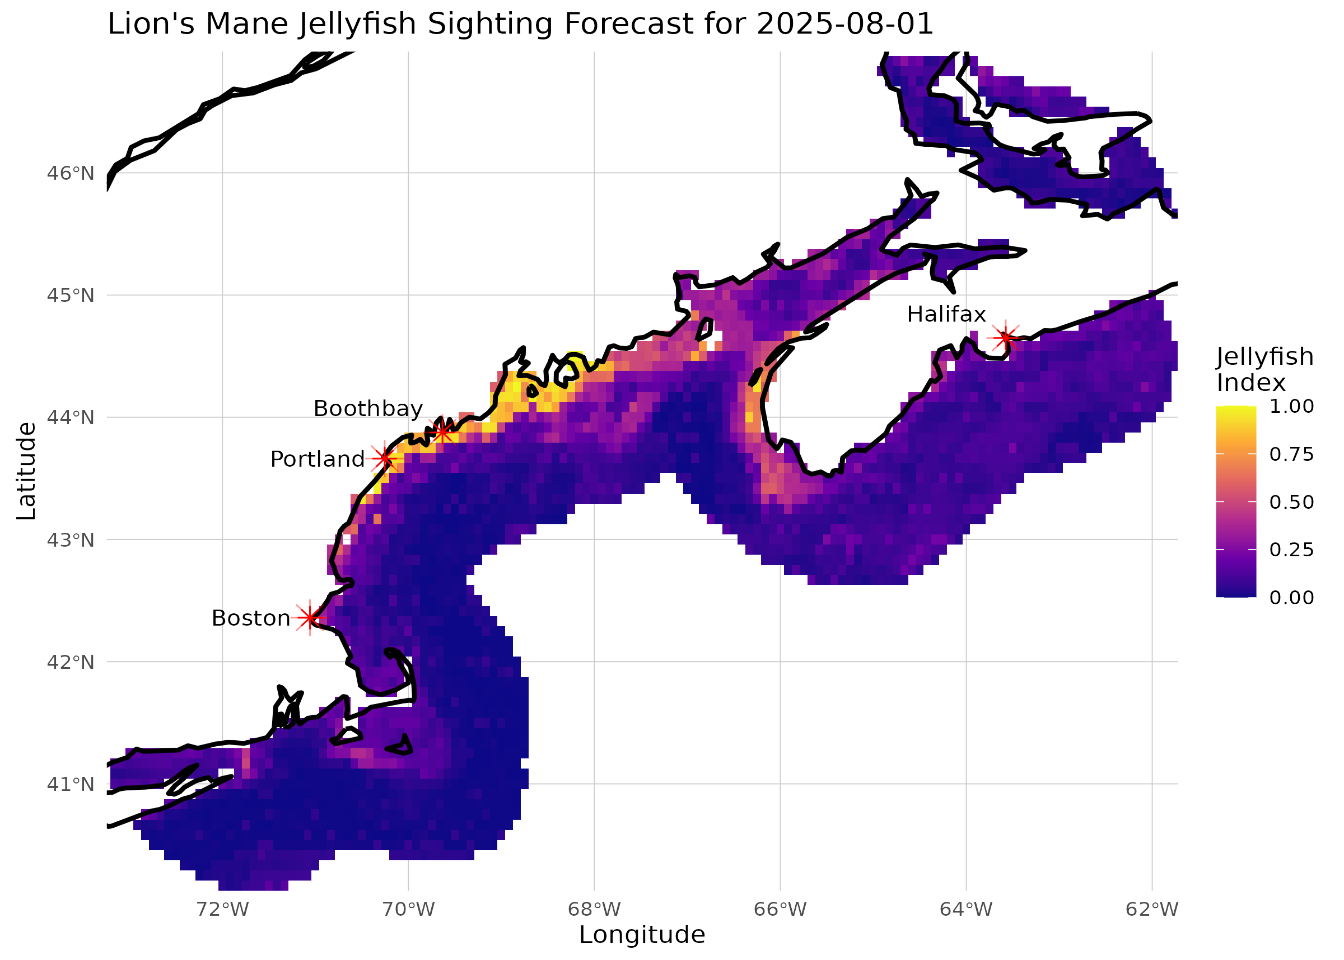 Lion's Mane Jellyfish Sighting Forecast for 2025-08-01
46°N
45°N
44°N
43°N
42°N
41°N
Latitude
Halifax
Boothbay
Portland
Boston
72°W
70°W
68°W
66°W
64°W
62°W
Longitude
Jellyfish
Index
1.00
0.75
0.50
0.25
0.00